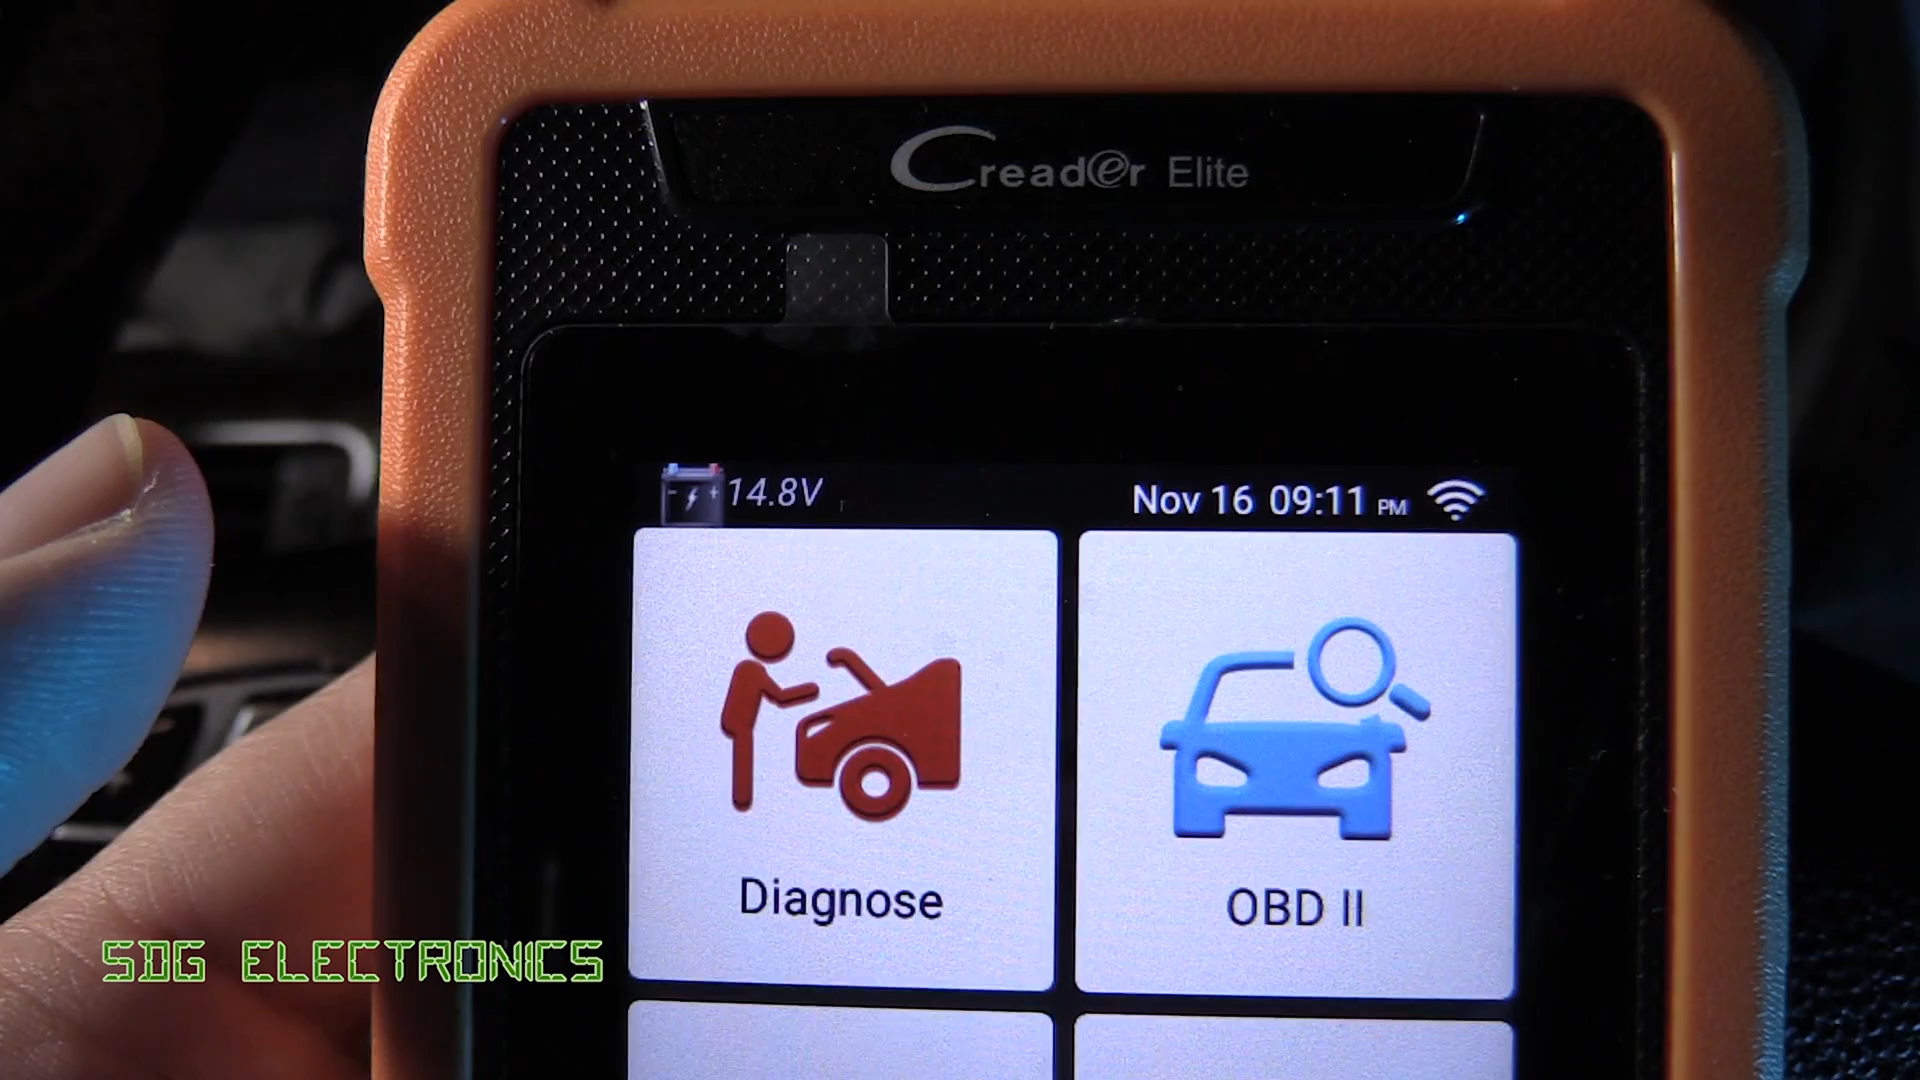 Creader Elite
14.8V
Nov 16 09:11 PM
Diagnose
OBD II
SDG ELECTRONICS